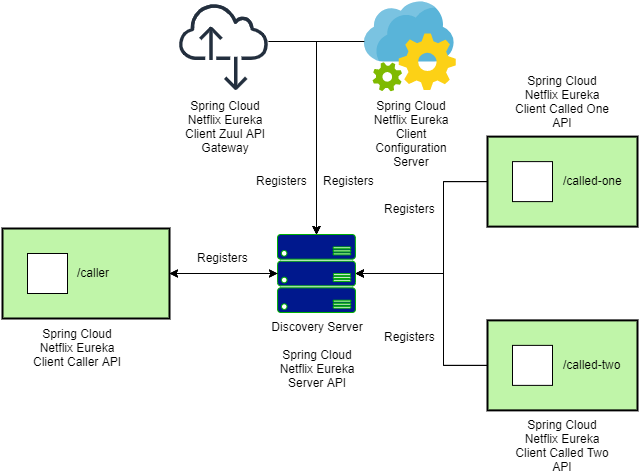 Spring Cloud
Netflix Eureka
Client Zuul API
Gateway
Spring Cloud
Netflix Eureka
Client
Configuration
Server
Spring Cloud
Netflix Eureka
Client Called One
API
Registers
Registers
/called-one
Registers
Registers
/caller
Discovery Server
Spring Cloud
Netflix Eureka
Client Caller API
Spring Cloud
Netflix Eureka
Server API
Registers
/called-two
Spring Cloud
Netflix Eureka
Client Called Two
API